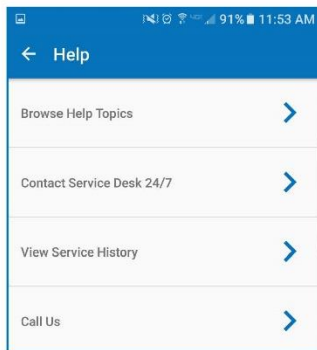 91% 11:53 AM
Help
Browse Help Topics
Contact Service Desk 24/7
View Service History
Call Us